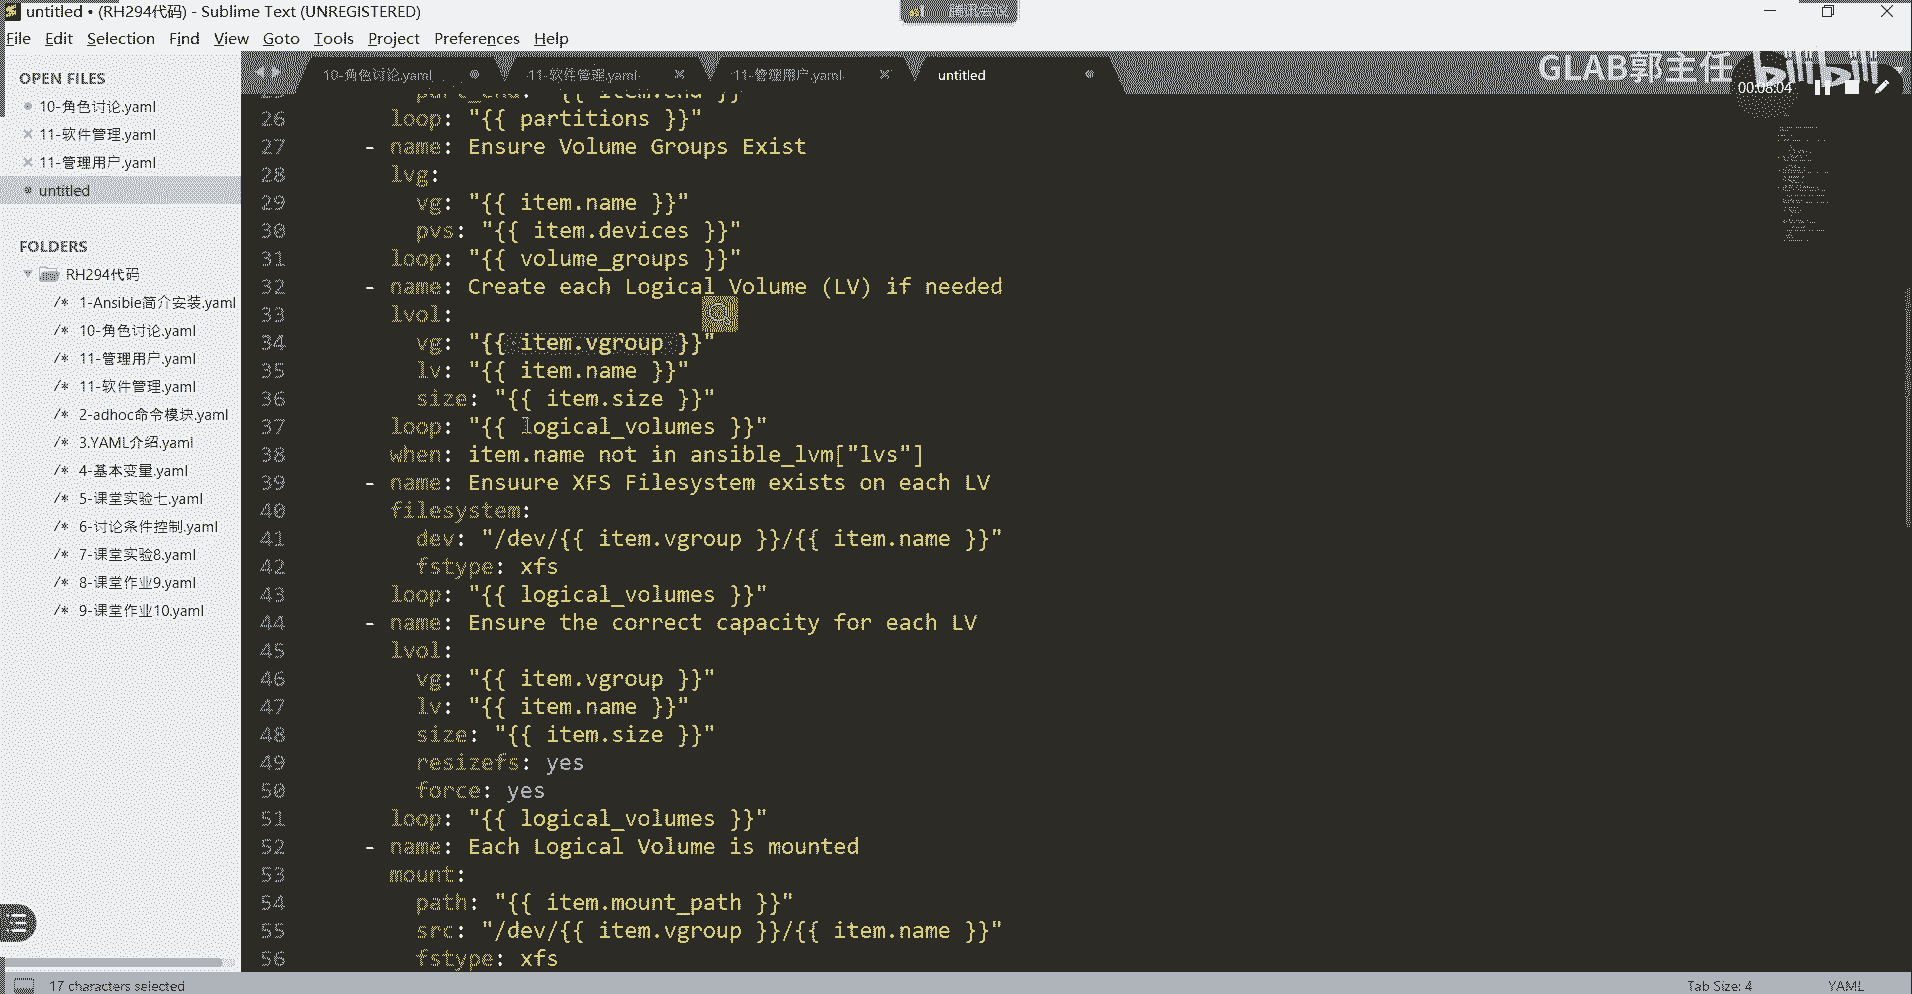 untitled • (RH294代码) - Sublime Text (UNREGISTERED)
腾讯会议
File Edit Selection Find View Goto Tools Project Preferences Help
OPEN FILES
10-角色讨论.yaml
11-软件管理.yaml
11-管理用户.yaml
untitled
FOLDERS
RH294代码
/* 1-Ansible简介安装.yaml
/* 10-角色讨论.yaml
/* 11-管理用户.yaml
/* 11-软件管理.yaml
/* 2-adhoc命令模块.yaml
/* 3.YAML介绍.yaml
/* 4-基本变量.yaml
/* 5-课堂实验七.yaml
/* 6-讨论条件控制.yaml
/* 7-课堂实验8.yaml
/* 8-课堂作业9.yaml
/* 9-课堂作业10.yaml
10-角色讨论.yaml 11-软件管理.yaml 11-管理用户.yaml untitled
GLAB郭主任 bilibili
00:08:04
part_end: "{{ item.end }}"
26 loop: "{{ partitions }}"
27 - name: Ensure Volume Groups Exist
28 lvg:
29 vg: "{{ item.name }}"
30 pvs: "{{ item.devices }}"
31 loop: "{{ volume_groups }}"
32 - name: Create each Logical Volume (LV) if needed
33 lvol:
34 vg: "{{ item.vgroup }}"
35 lv: "{{ item.name }}"
36 size: "{{ item.size }}"
37 loop: "{{ logical_volumes }}"
38 when: item.name not in ansible_lvm["lvs"]
39 - name: Ensuure XFS Filesystem exists on each LV
40 filesystem:
41 dev: "/dev/{{ item.vgroup }}/{{ item.name }}"
42 fstype: xfs
43 loop: "{{ logical_volumes }}"
44 - name: Ensure the correct capacity for each LV
45 lvol:
46 vg: "{{ item.vgroup }}"
47 lv: "{{ item.name }}"
48 size: "{{ item.size }}"
49 resizefs: yes
50 force: yes
51 loop: "{{ logical_volumes }}"
52 - name: Each Logical Volume is mounted
53 mount:
54 path: "{{ item.mount_path }}"
55 src: "/dev/{{ item.vgroup }}/{{ item.name }}"
56 fstype: xfs
17 characters selected
Tab Size: 4
YAML